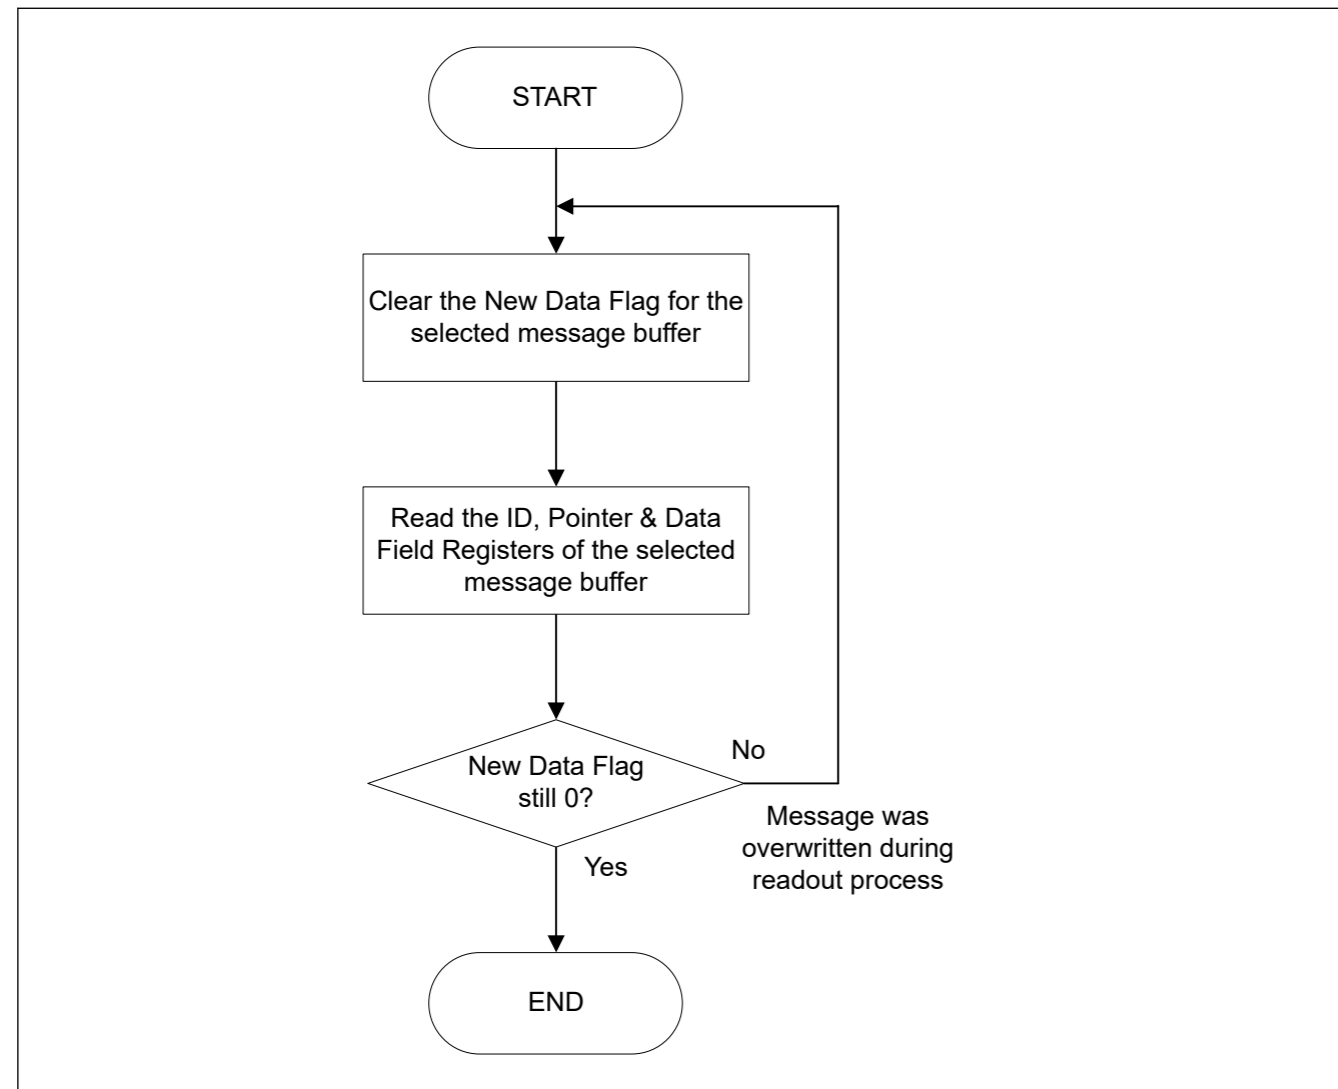 START
Clear the New Data Flag for the
selected message buffer
Read the ID, Pointer & Data
Field Registers of the selected
message buffer
New Data Flag
still 0?
No
Message was
overwritten during
readout process
Yes
END